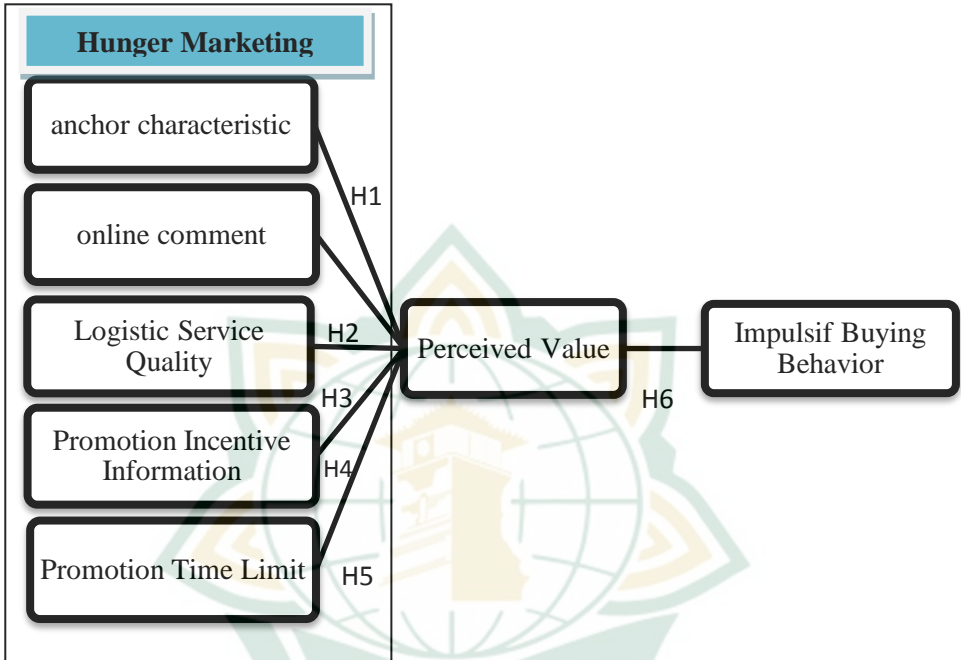 Hunger Marketing
anchor characteristic
H1
online comment
Logistic Service
Quality
H2
Perceived Value
Impulsif Buying
Behavior
H3
H6
Promotion Incentive
Information
H4
Promotion Time Limit
H5